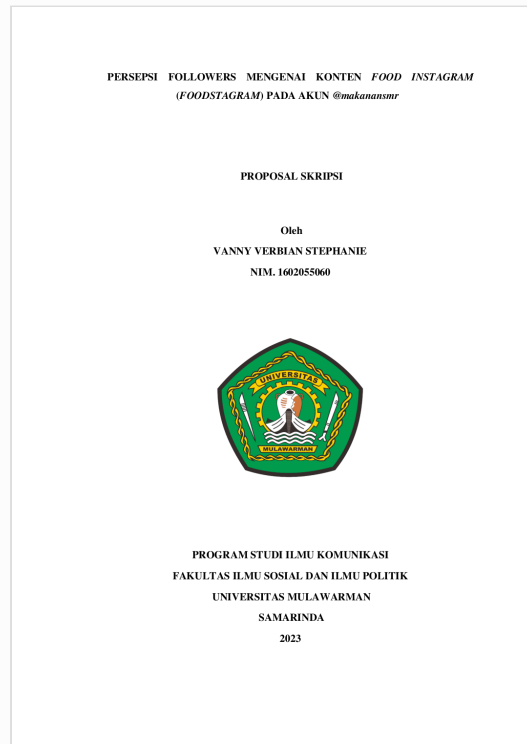 PERSEPSI FOLLOWERS MENGENAI KONTEN FOOD INSTAGRAM
(FOODSTAGRAM) PADA AKUN @makanansmr
PROPOSAL SKRIPSI
Oleh
VANNY VERBIAN STEPHANIE
NIM. 1602055060
UNIVERSITAS
MULAWARMAN
PROGRAM STUDI ILMU KOMUNIKASI
FAKULTAS ILMU SOSIAL DAN ILMU POLITIK
UNIVERSITAS MULAWARMAN
SAMARINDA
2023